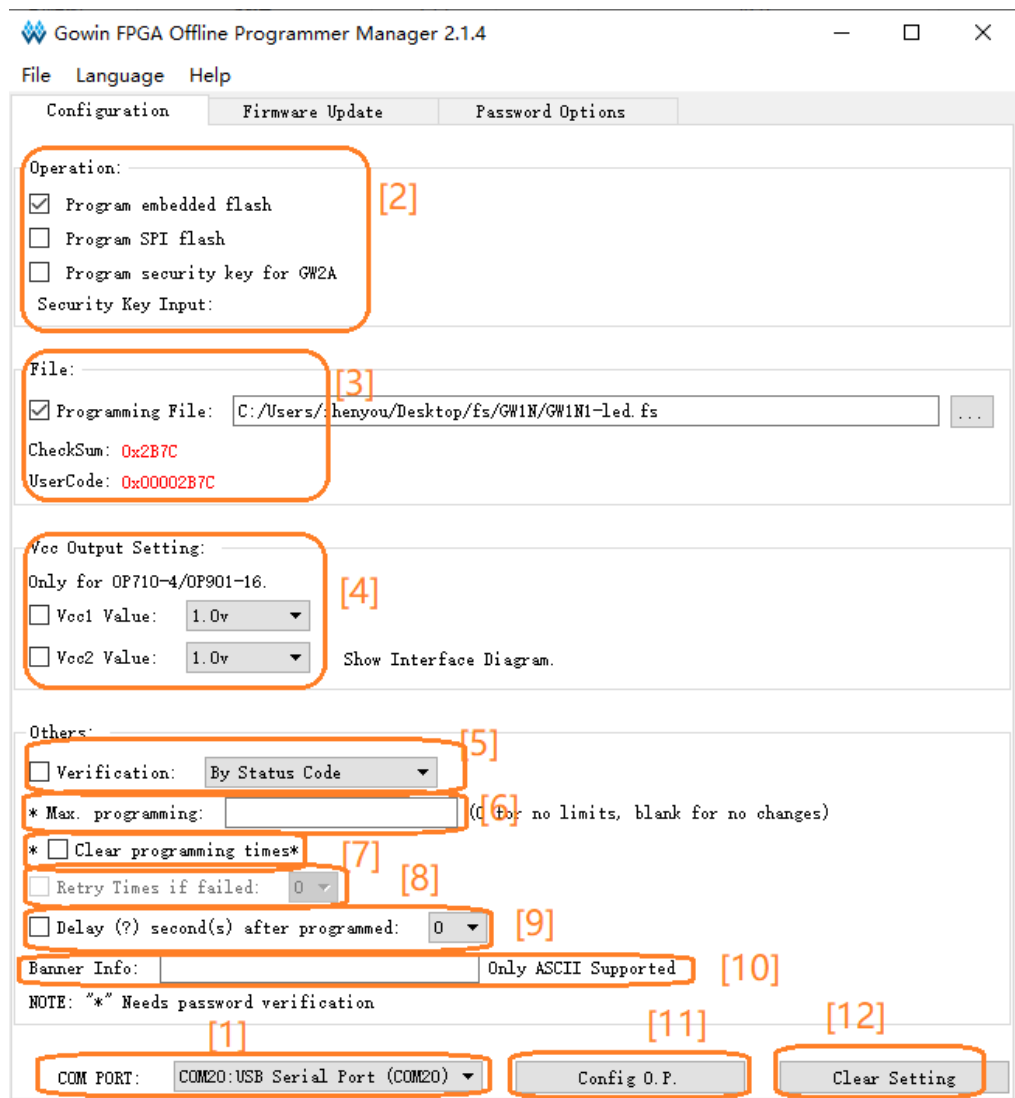 Gowin FPGA Offline Programmer Manager 2.1.4
File Language Help
Configuration Firmware Update Password Options
Operation:
[2]
Program embedded flash
Program SPI flash
Program security key for GW2A
Security Key Input:
File:
[3]
Programming File: C:/Users/zhenyou/Desktop/fs/GW1N/GW1N1-led.fs ...
CheckSum: 0x2B7C
UserCode: 0x00002B7C
Vcc Output Setting:
Only for OP710-4/OP901-16.
[4]
Vcc1 Value: 1.0v
Vcc2 Value: 1.0v Show Interface Diagram.
Others:
[5]
Verification: By Status Code
* Max. programming: [6] (0 for no limits, blank for no changes)
* Clear programming times* [7]
Retry Times if failed: 0 [8]
Delay (?) second(s) after programmed: 0 [9]
Banner Info: Only ASCII Supported [10]
NOTE: "*" Needs password verification
[1] [11] [12]
COM PORT: COM20:USB Serial Port (COM20) Config O.P. Clear Setting